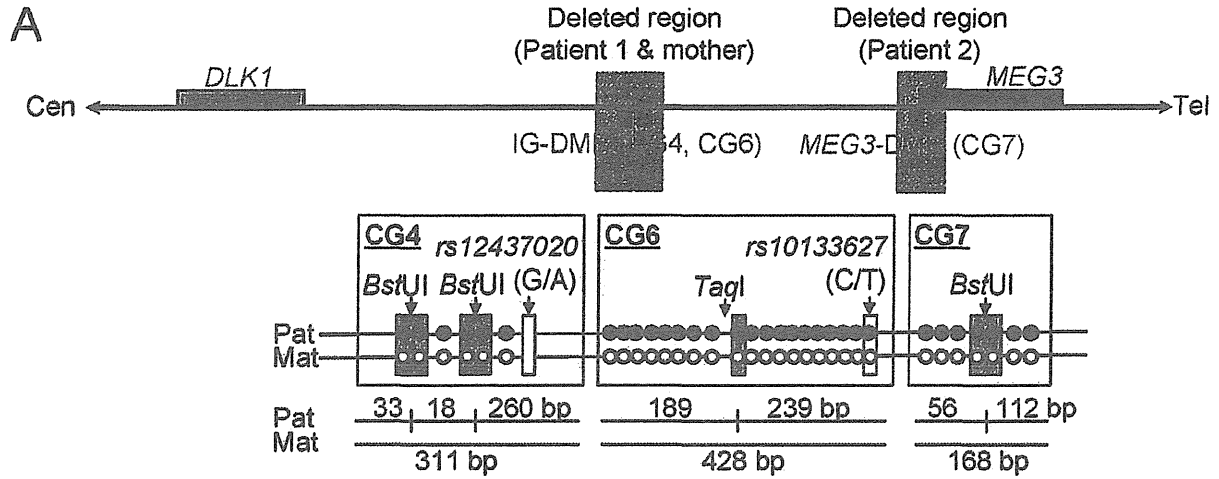 A
Deleted region
(Patient 1 & mother)
Deleted region
(Patient 2)
DLK1
MEG3
Cen
Tel
IG-DM 4, CG6)
MEG3-D (CG7)
CG4
rs12437020
(G/A)
BstUI BstUI
CG6
rs10133627
(C/T)
TaqI
CG7
BstUI
Pat
Mat
33 18 260 bp
189 239 bp
56 112 bp
Pat
Mat
311 bp
428 bp
168 bp